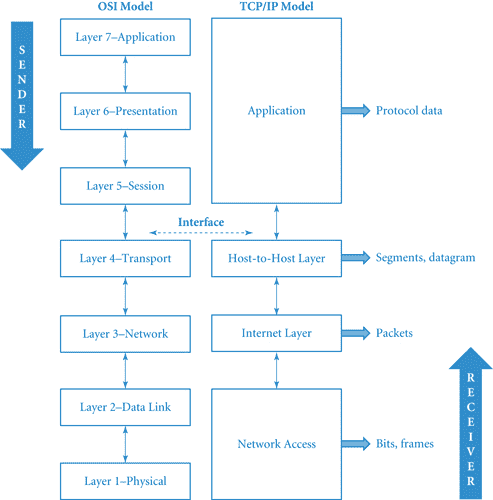 OSI Model
TCP/IP Model
SENDER
Layer 7–Application
Layer 6–Presentation
Application
Protocol data
Layer 5–Session
Interface
Layer 4–Transport
Host-to-Host Layer
Segments, datagram
Layer 3–Network
Internet Layer
Packets
Layer 2–Data Link
Network Access
Bits, frames
Layer 1–Physical
RECEIVER